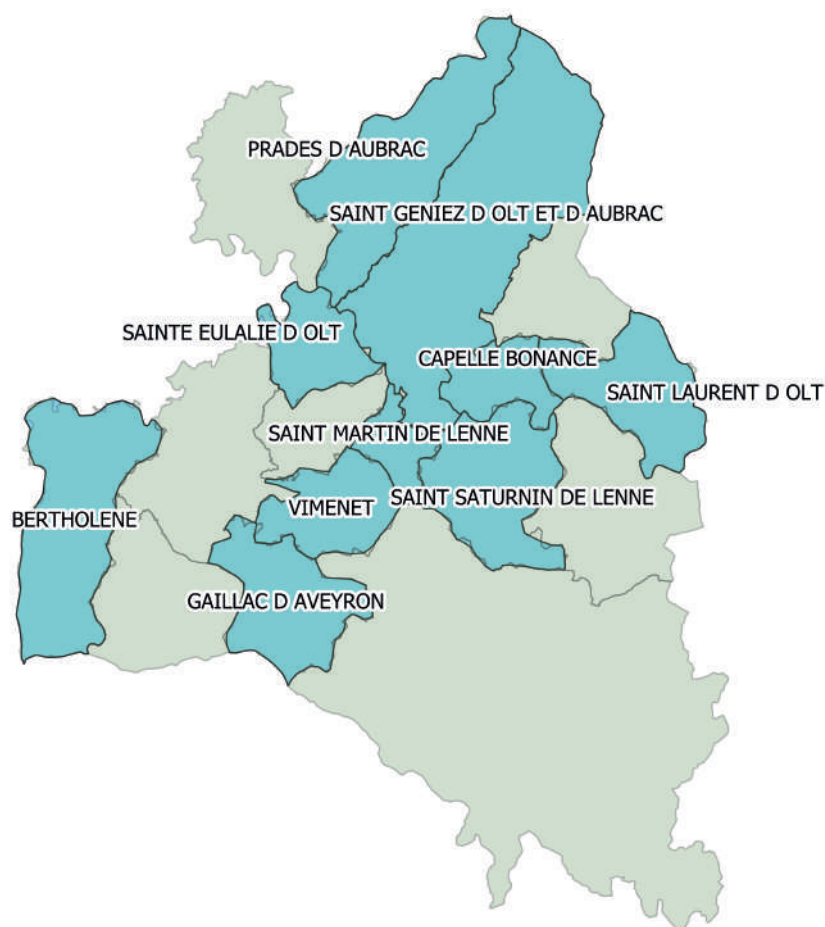 PRADES D AUBRAC
SAINT GENIEZ D OLT ET D AUBRAC
SAINTE EULALIE D OLT
CAPELLE BONANCE
SAINT LAURENT D OLT
SAINT MARTIN DE LENNE
SAINT SATURNIN DE LENNE
VIMENET
BERTHOLENE
GAILLAC D AVEYRON